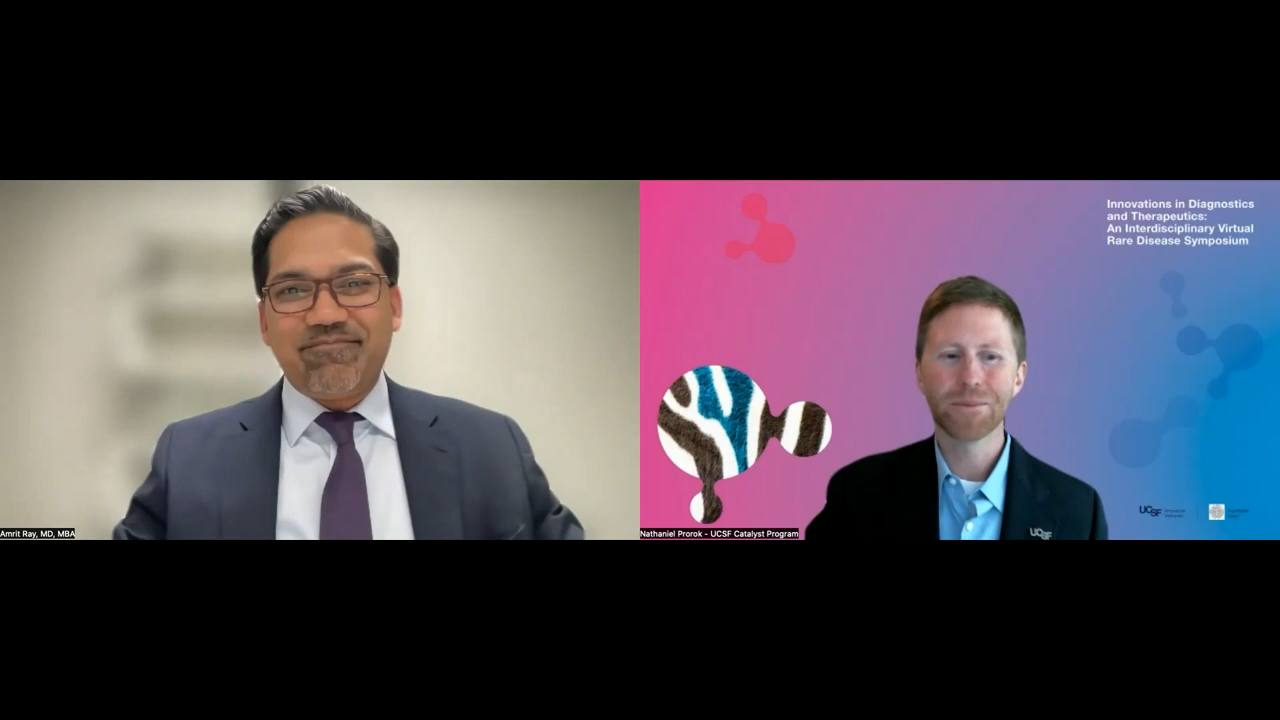 Innovations in Diagnostics
and Therapeutics:
An Interdisciplinary Virtual
Rare Disease Symposium
UCSF
UCSF
Amrit Ray, MD, MBA
Nathaniel Prorok - UCSF Catalyst Program